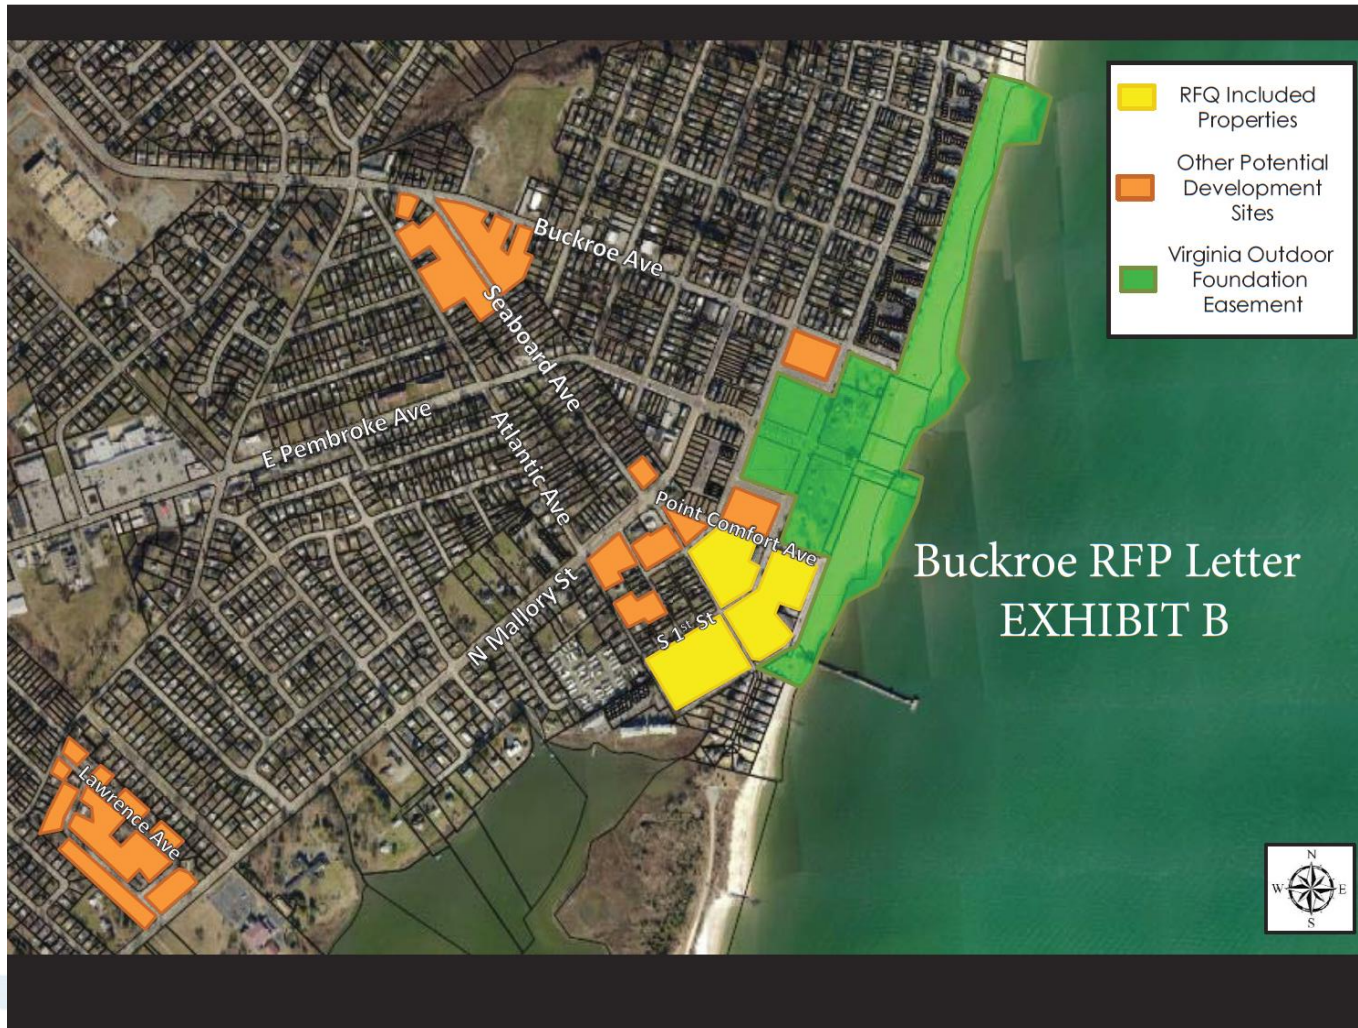 RFQ Included
Properties
Other Potential
Development
Sites
Virginia Outdoor
Foundation
Easement
Buckroe Ave
Seaboard Ave
E Pembroke Ave
Atlantic Ave
Point Comfort Ave
N Mallory St
S 1st St
Lawrence Ave
Buckroe RFP Letter
EXHIBIT B
N
W E
S